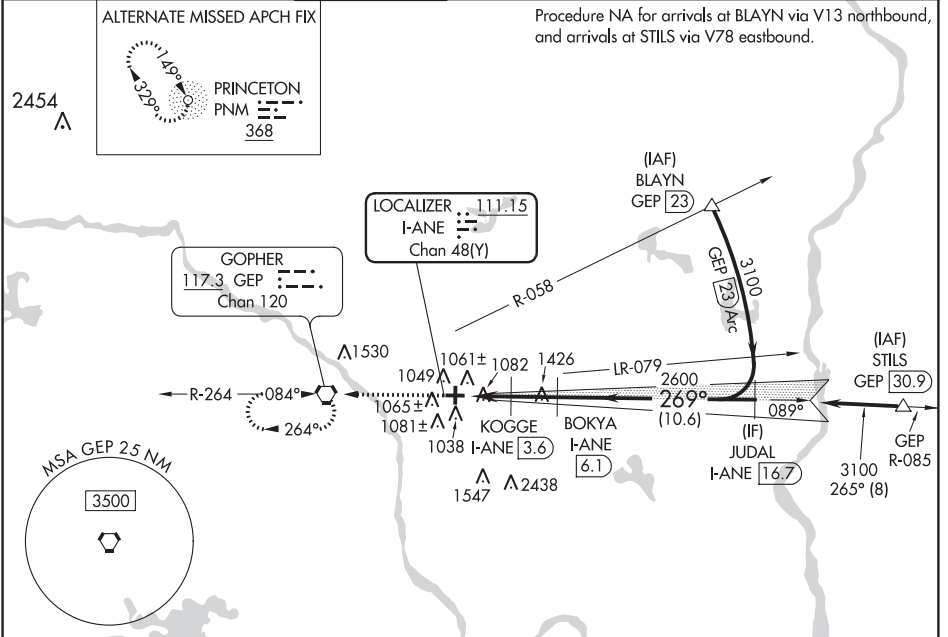 ALTERNATE MISSED APCH FIX
149°
329°
PRINCETON
PNM
368
2454
Procedure NA for arrivals at BLAYN via V13 northbound,
and arrivals at STILS via V78 eastbound.
(IAF)
BLAYN
GEP 23
LOCALIZER 111.15
I-ANE
Chan 48(Y)
GOPHER
117.3 GEP
Chan 120
R-058
3100
GEP 23 Arc
(IAF)
STILS
GEP 30.9
1530
1049
1061±
1082
1426
LR-079
2600
R-264
084°
264°
1065±
1081±
1038
269°
(10.6)
089°
KOGGE
I-ANE 3.6
BOKYA
I-ANE
6.1
(IF)
JUDAL
I-ANE 16.7
GEP
R-085
3100
265° (8)
1547
2438
MSA GEP 25 NM
3500